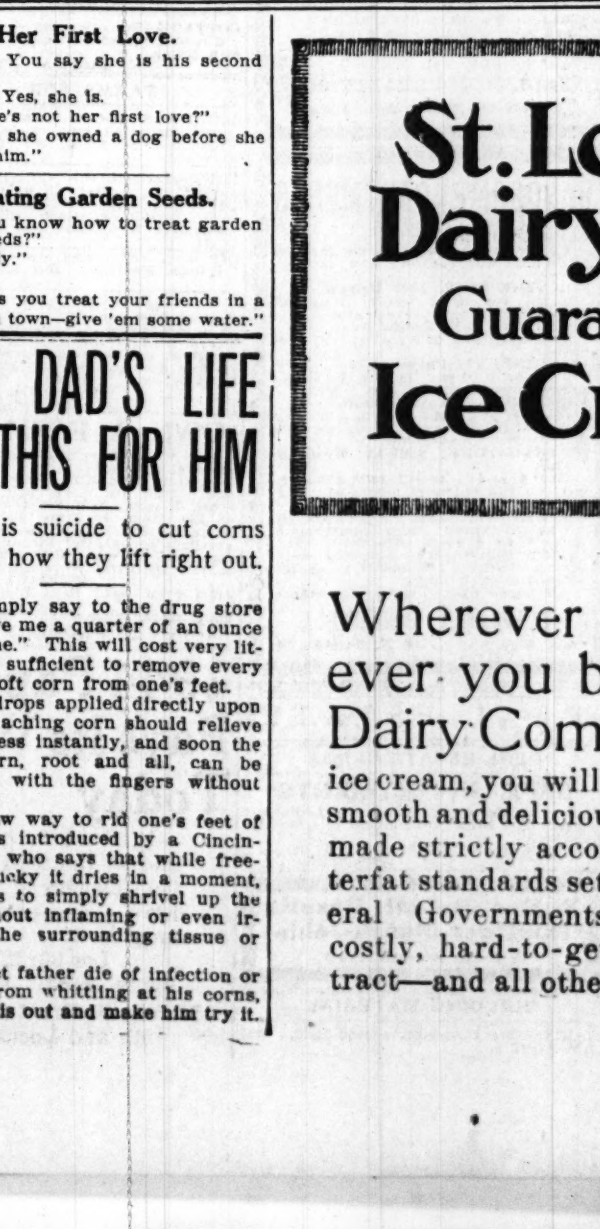 Her First Love.
You say she is his second
Yes, she is.
e's not her first love?"
she owned a dog before she
him."
ating Garden Seeds.
u know how to treat garden
eds?"
y."
s you treat your friends in a
town—give 'em some water."
DAD'S LIFE
THIS FOR HIM
is suicide to cut corns
how they lift right out.
mply say to the drug store
ve me a quarter of an ounce
ne." This will cost very lit-
sufficient to remove every
oft corn from one's feet.
drops applied directly upon
aching corn should relieve
ess instantly, and soon the
rn, root and all, can be
with the fingers without
w way to rid one's feet of
s introduced by a Cincin-
who says that while free-
ucky it dries in a moment,
s to simply shrivel up the
hout inflaming or even ir-
he surrounding tissue or
et father die of infection or
rom whittling at his corns,
is out and make him try it.
St. Lo
Dairy
Guara
Ice Cr
Wherever
ever you b
Dairy Com
ice cream, you will
smooth and deliciou
made strictly acco
terfat standards set
eral Governments
costly, hard-to-ge
tract—and all othe